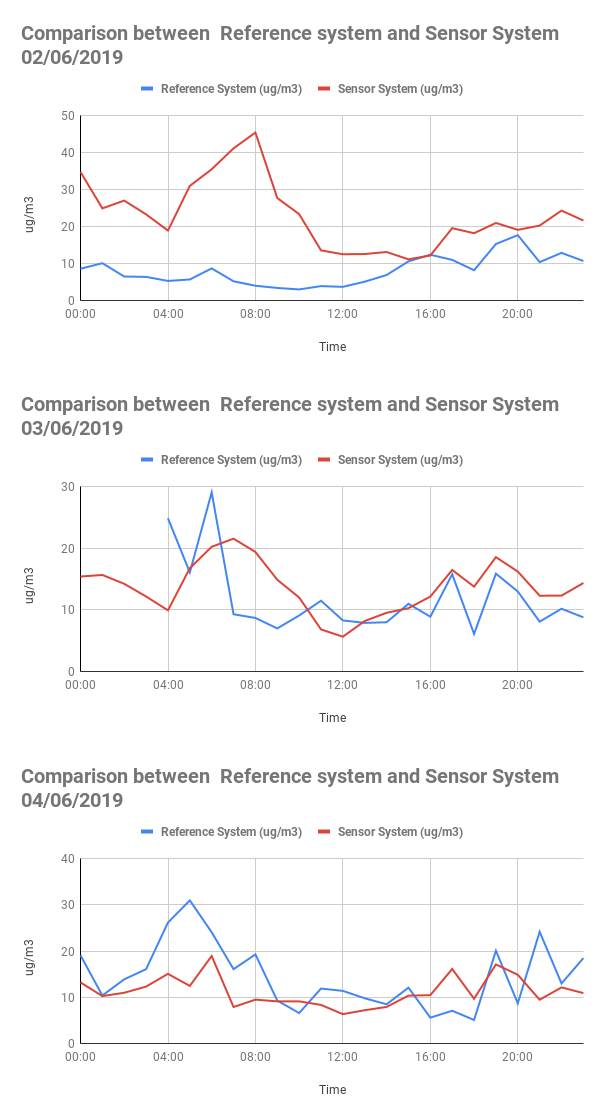 Comparison between  Reference system and Sensor System
02/06/2019
Reference System (ug/m3) Sensor System (ug/m3)
50
40
30
20
10
0
ug/m3
00:00 04:00 08:00 12:00 16:00 20:00
Time
Comparison between  Reference system and Sensor System
03/06/2019
Reference System (ug/m3) Sensor System (ug/m3)
30
20
10
0
ug/m3
00:00 04:00 08:00 12:00 16:00 20:00
Time
Comparison between  Reference system and Sensor System
04/06/2019
Reference System (ug/m3) Sensor System (ug/m3)
40
30
20
10
0
ug/m3
00:00 04:00 08:00 12:00 16:00 20:00
Time